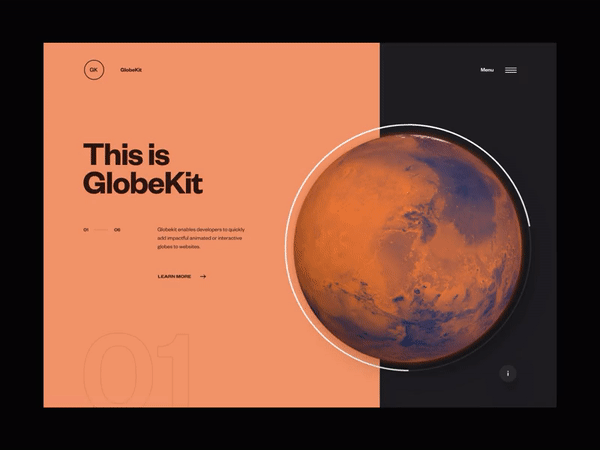 GK
GlobeKit
Menu
This is
GlobeKit
01
06
Globekit enables developers to quickly
add impactful animated or interactive
globes to websites.
LEARN MORE
01
i